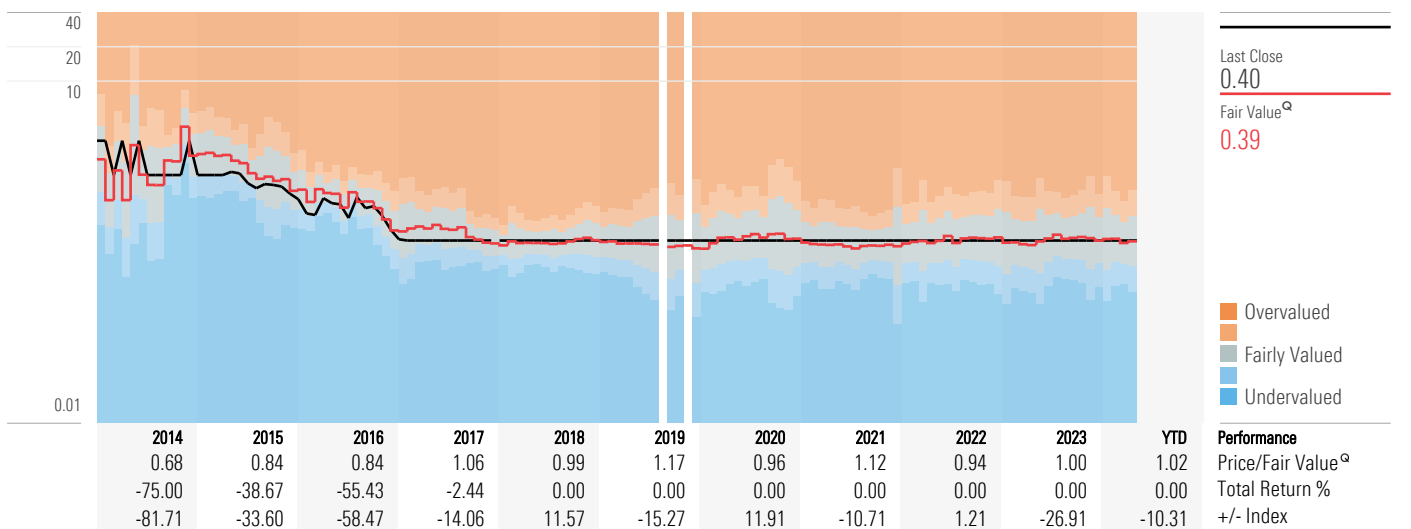 40
20
10
0.01
Last Close
0.40
Fair Value Q
0.39
Overvalued
Fairly Valued
Undervalued
2014 2015 2016 2017 2018 2019 2020 2021 2022 2023 YTD Performance
0.68 0.84 0.84 1.06 0.99 1.17 0.96 1.12 0.94 1.00 1.02 Price/Fair Value Q
-75.00 -38.67 -55.43 -2.44 0.00 0.00 0.00 0.00 0.00 0.00 0.00 Total Return %
-81.71 -33.60 -58.47 -14.06 11.57 -15.27 11.91 -10.71 1.21 -26.91 -10.31 +/- Index